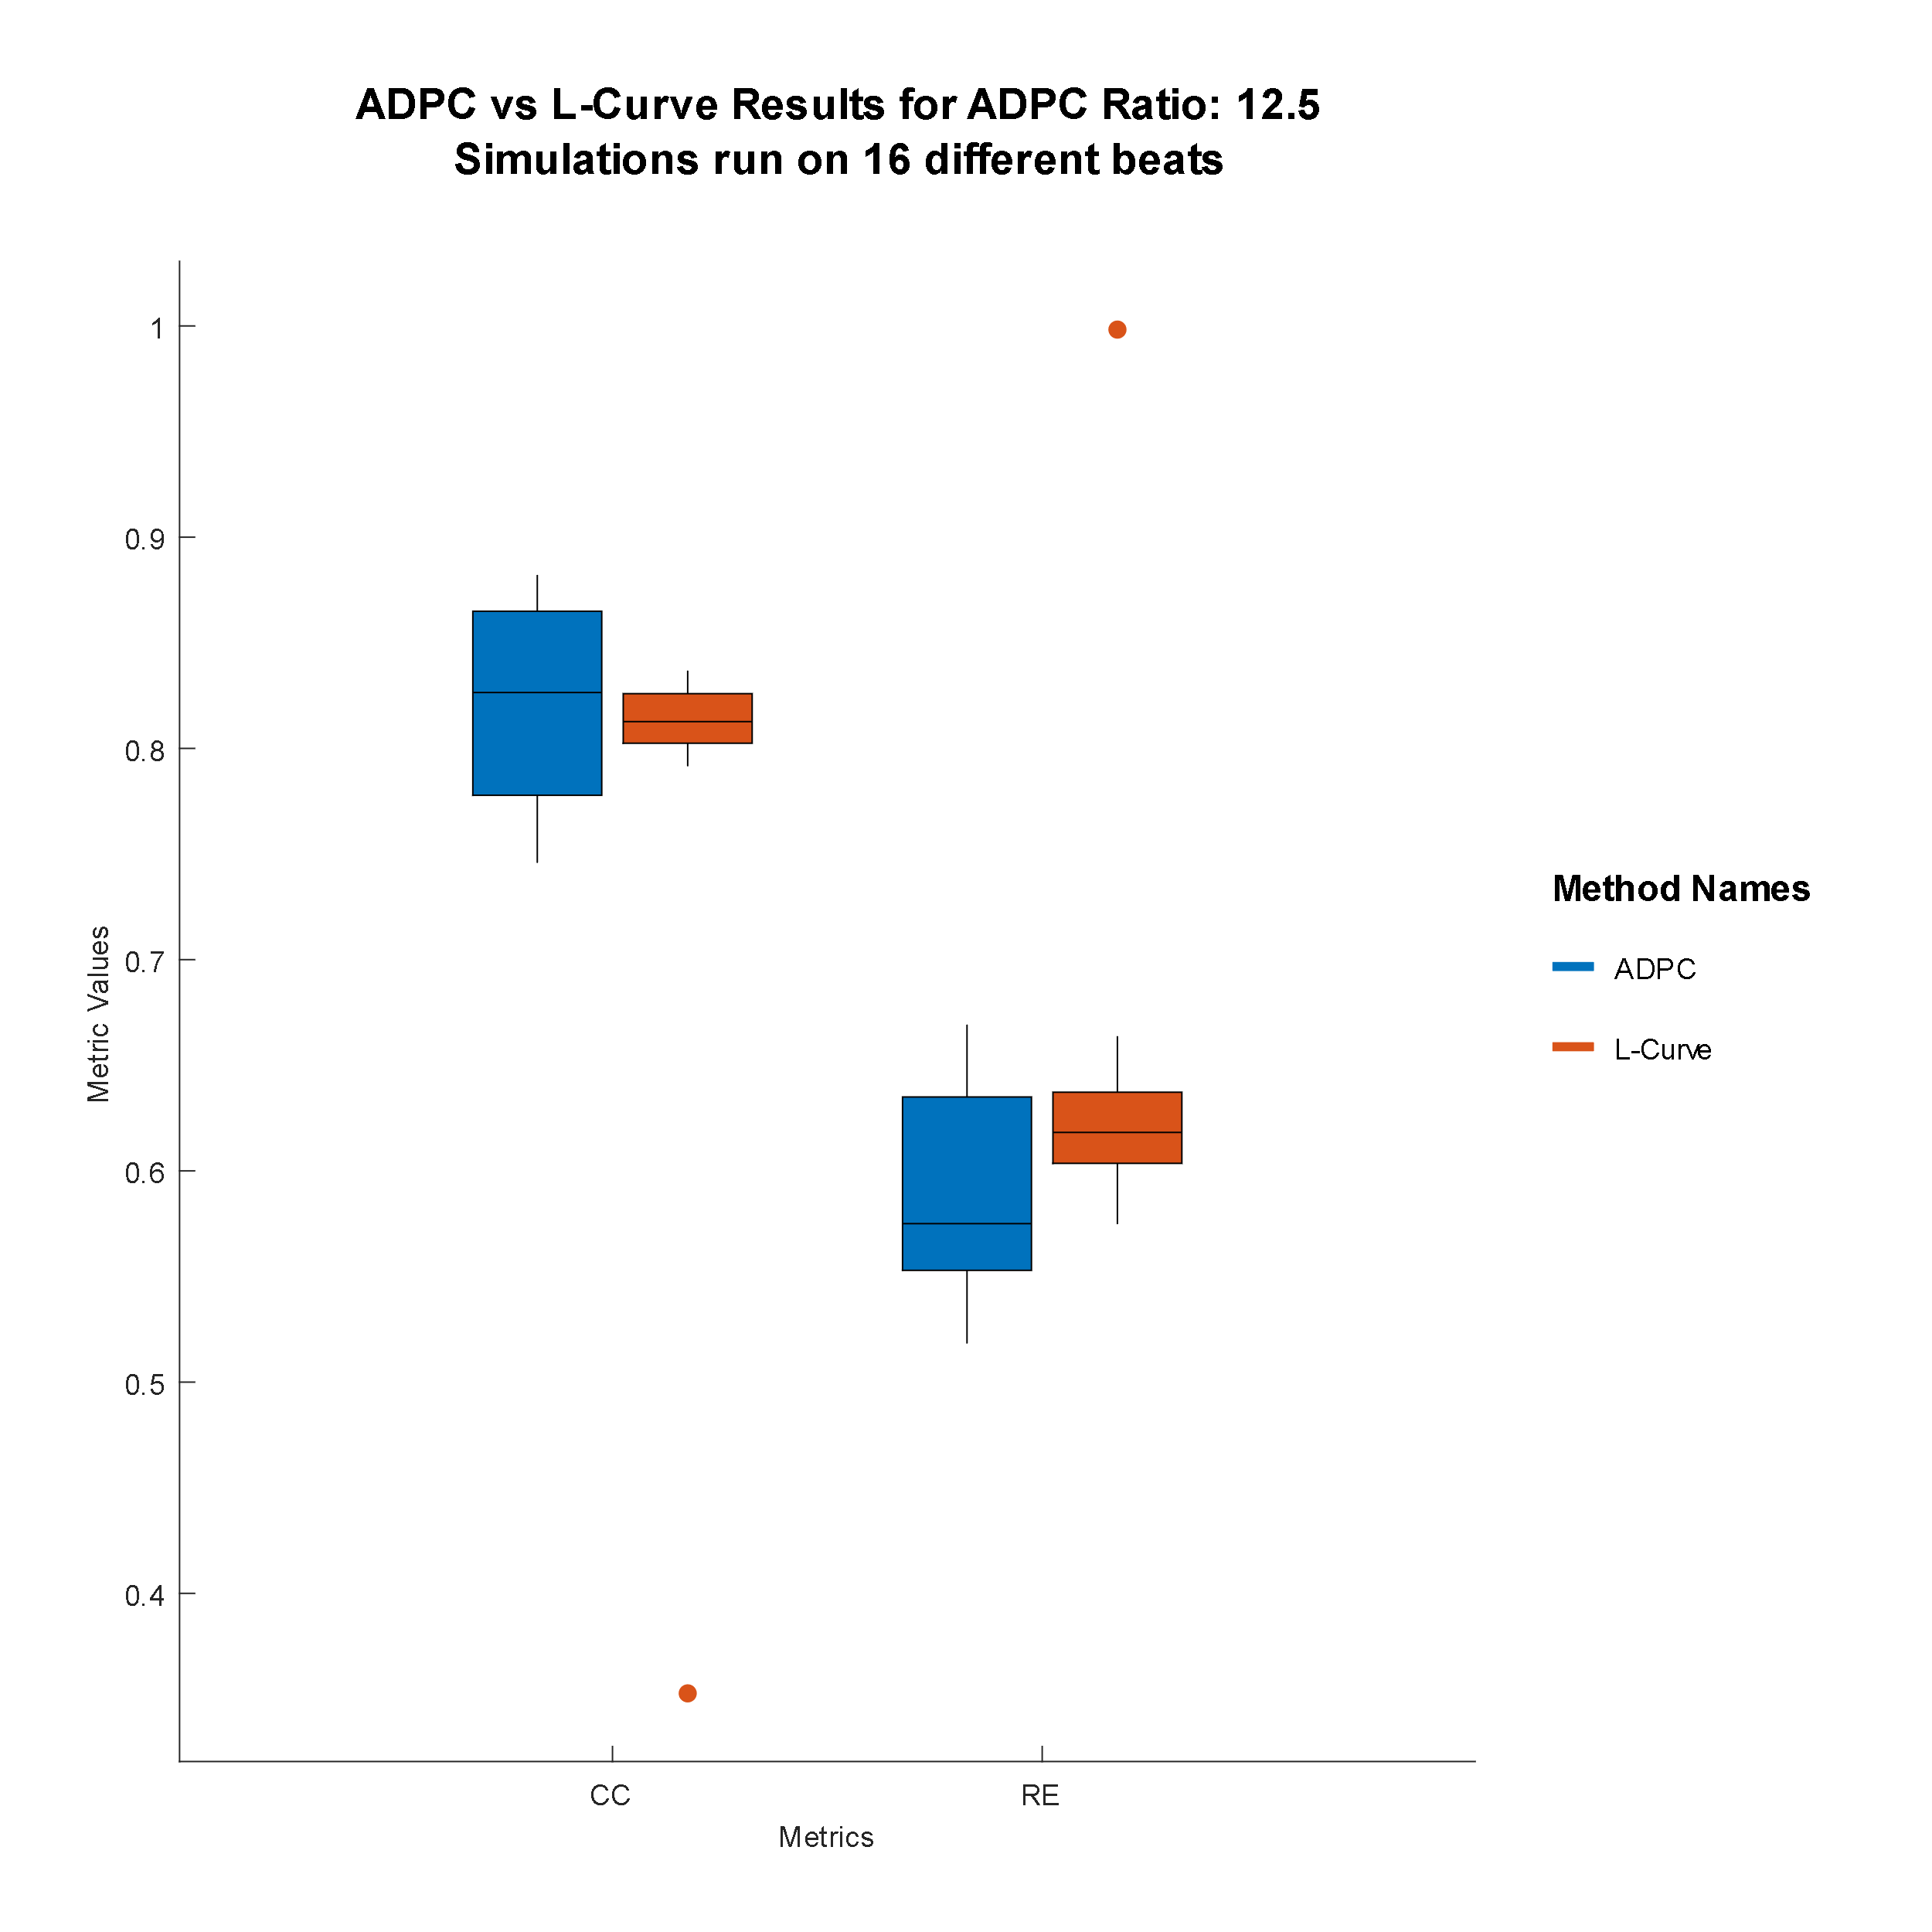 ADPC vs L-Curve Results for ADPC Ratio: 12.5
Simulations run on 16 different beats
1
0.9
0.8
0.7
0.6
0.5
0.4
Metric Values
CC
RE
Metrics
Method Names
ADPC
L-Curve